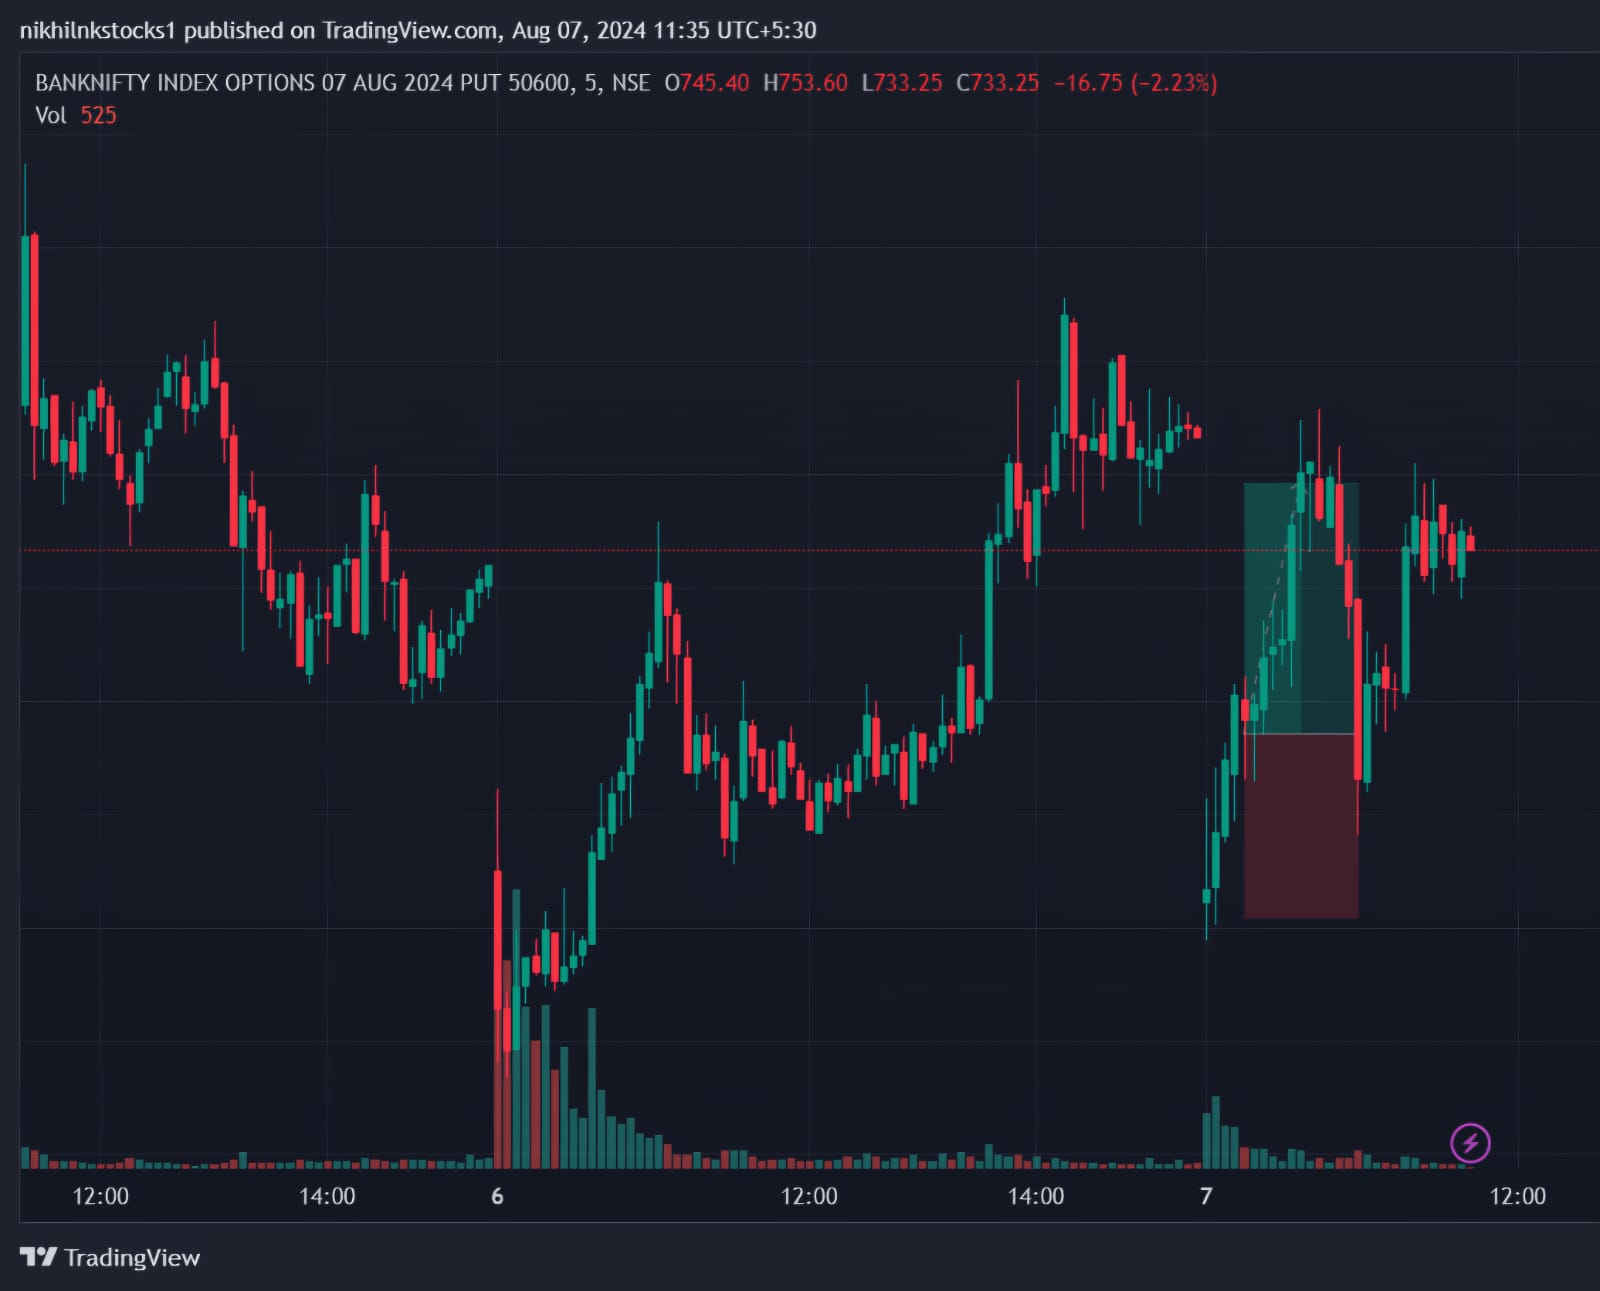 nikhilnkstocks1 published on TradingView.com, Aug 07, 2024 11:35 UTC+5:30
BANKNIFTY INDEX OPTIONS 07 AUG 2024 PUT 50600, 5, NSE O745.40 H753.60 L733.25 C733.25 −16.75 (−2.23%)
Vol 525
12:00 14:00 6 12:00 14:00 7 12:00
TradingView